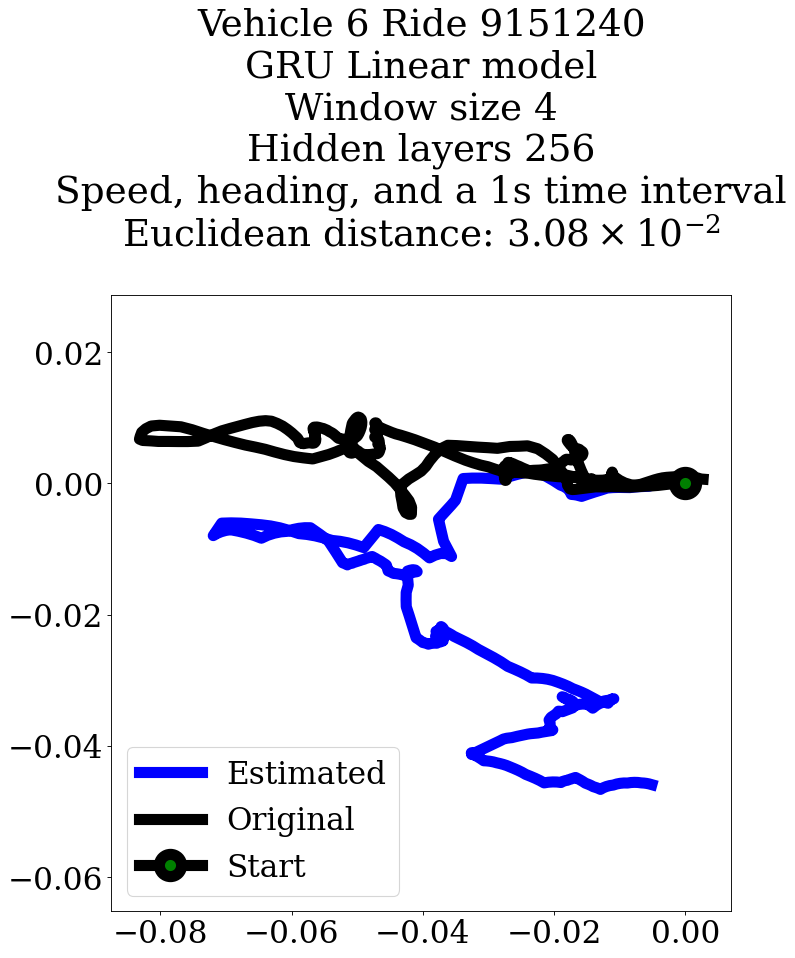 Vehicle 6 Ride 9151240
GRU Linear model
Window size 4
Hidden layers 256
Speed, heading, and a 1s time interval
Euclidean distance: 3.08 × 10⁻²
0.02
0.00
−0.02
−0.04
−0.06
Estimated
Original
Start
−0.08
−0.06
−0.04
−0.02
0.00